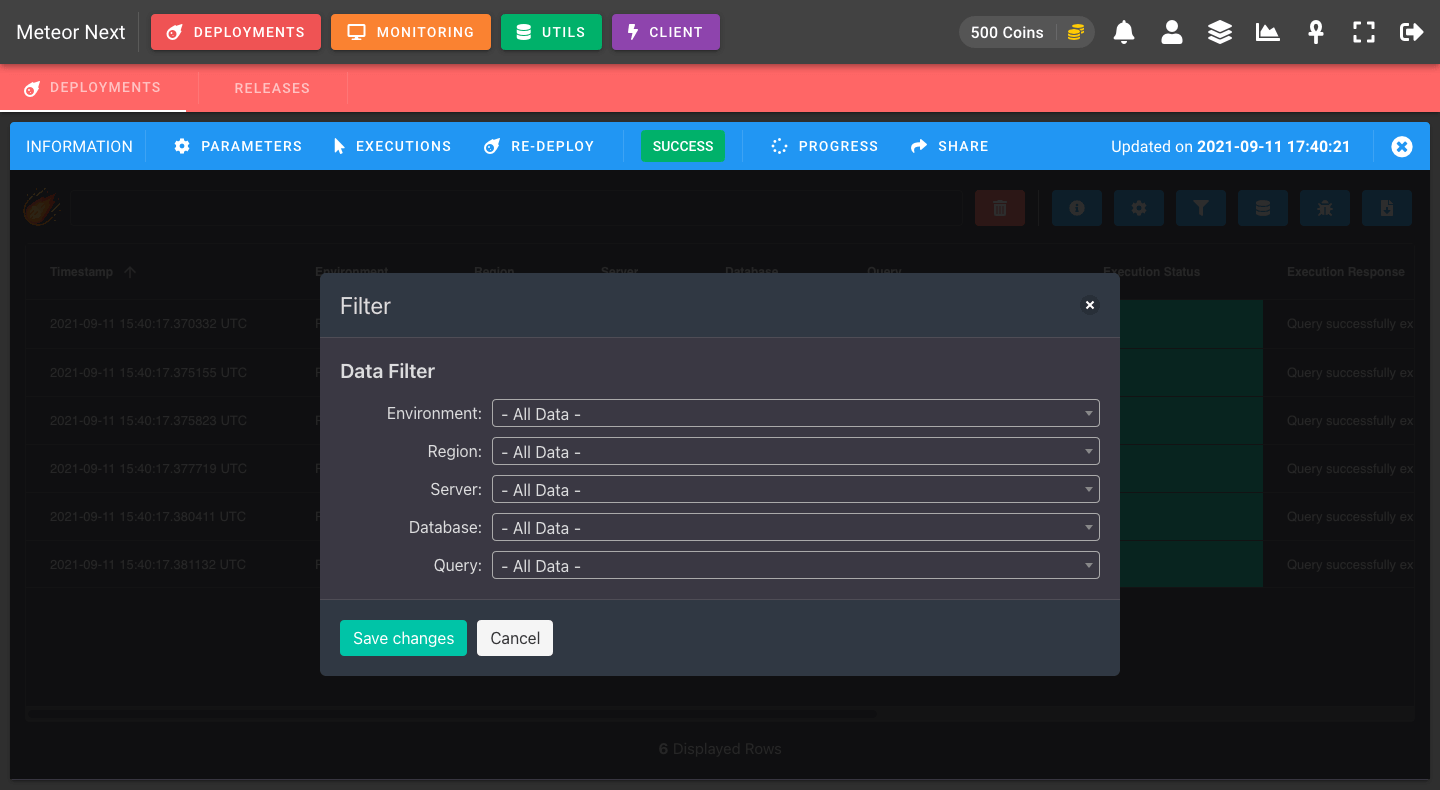 Meteor Next DEPLOYMENTS MONITORING UTILS CLIENT 500 Coins
DEPLOYMENTS RELEASES
INFORMATION PARAMETERS EXECUTIONS RE-DEPLOY SUCCESS PROGRESS SHARE Updated on 2021-09-11 17:40:21
Timestamp Environment Region Server Database Query Execution Status Execution Response
Filter
2021-09-11 15:40:17.370332 UTC Query successfully ex
Data Filter
2021-09-11 15:40:17.375155 UTC Query successfully ex
Environment: - All Data -
2021-09-11 15:40:17.375823 UTC Query successfully ex
Region: - All Data -
2021-09-11 15:40:17.377719 UTC Query successfully ex
Server: - All Data -
2021-09-11 15:40:17.380411 UTC Query successfully ex
Database: - All Data -
2021-09-11 15:40:17.381132 UTC Query successfully ex
Query: - All Data -
Save changes Cancel
6 Displayed Rows